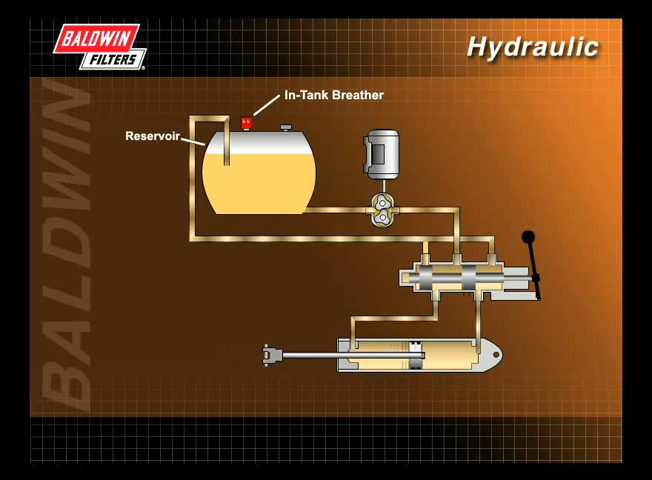 BALDWIN
FILTERS
Hydraulic
In-Tank Breather
Reservoir
BALDWIN